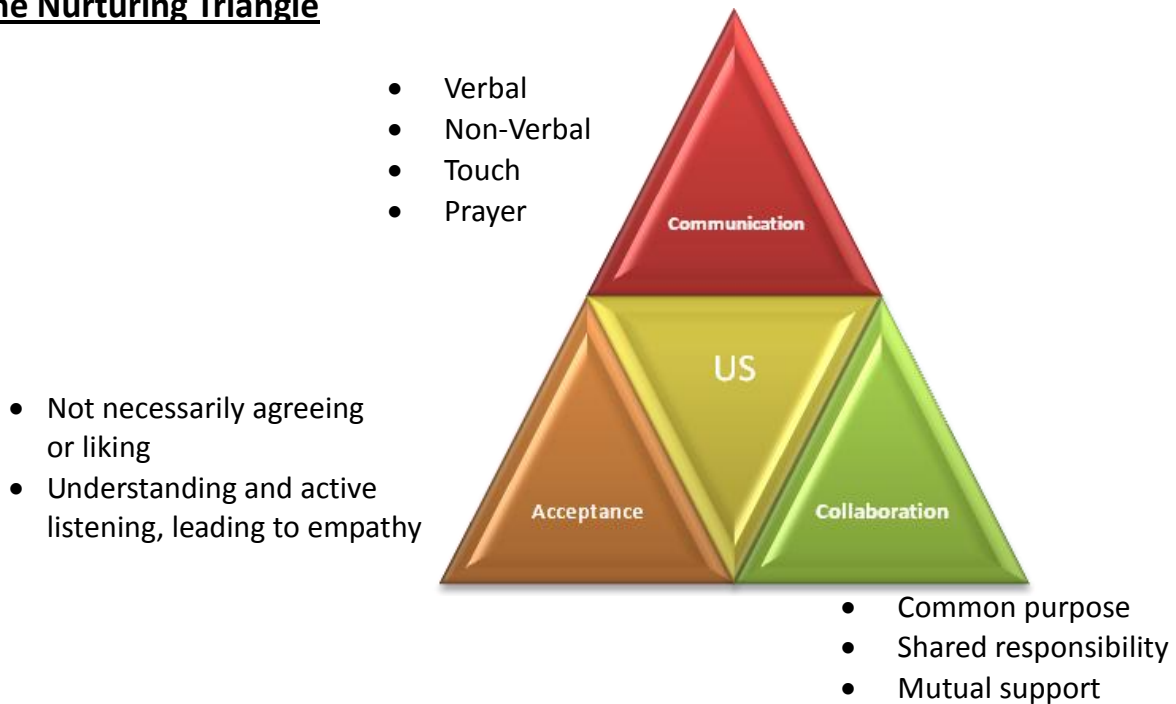 ne Nurturing Triangle
• Verbal
• Non-Verbal
• Touch
• Prayer
Communication
US
• Not necessarily agreeing
or liking
• Understanding and active
listening, leading to empathy
Acceptance
Collaboration
• Common purpose
• Shared responsibility
• Mutual support